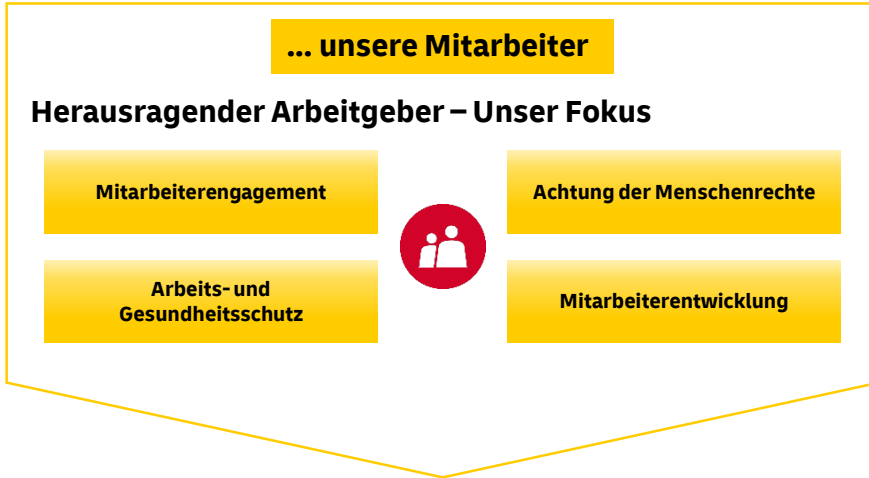 ... unsere Mitarbeiter
Herausragender Arbeitgeber – Unser Fokus
Mitarbeiterengagement
Achtung der Menschenrechte
Arbeits- und
Gesundheitsschutz
Mitarbeiterentwicklung